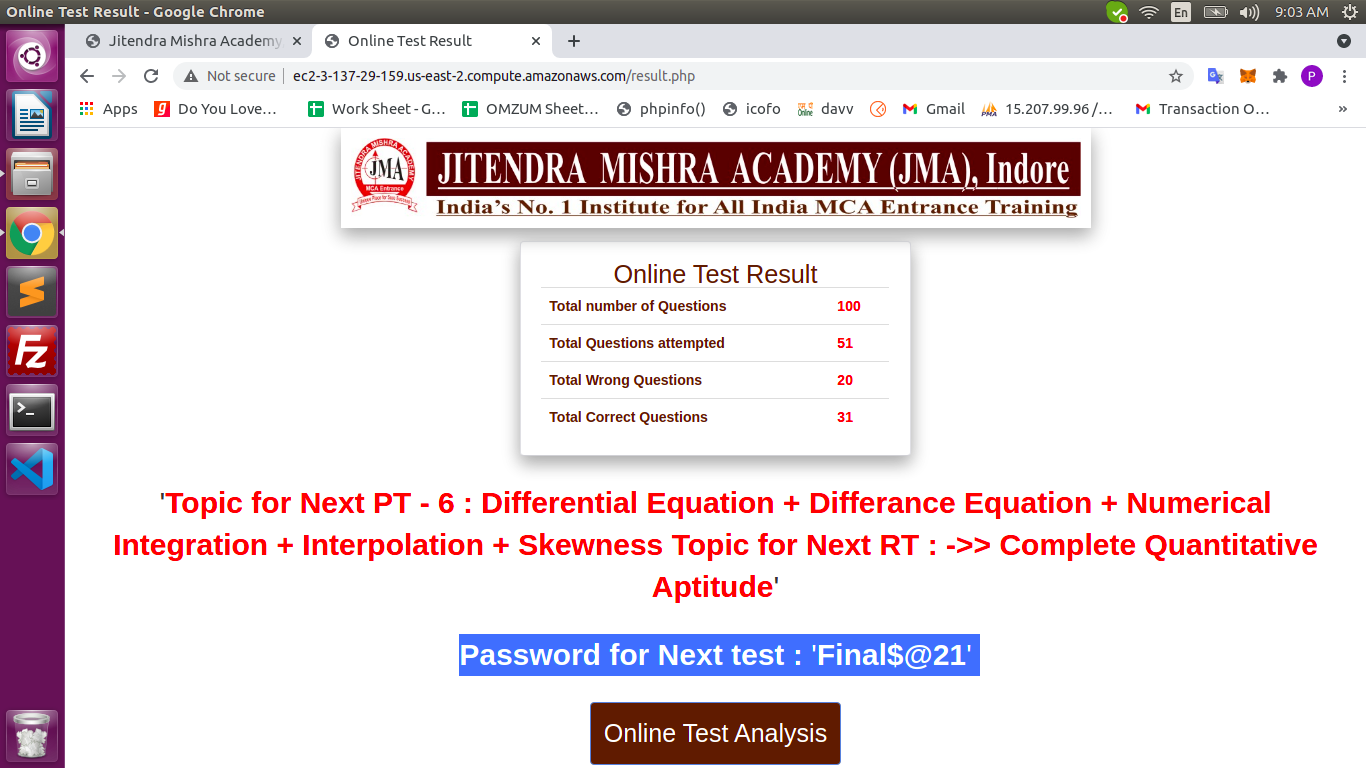 Online Test Result - Google Chrome
En
9:03 AM
Jitendra Mishra Academy
Online Test Result
Not secure
ec2-3-137-29-159.us-east-2.compute.amazonaws.com/result.php
P
Apps
Do You Love…
Work Sheet - G…
OMZUM Sheet…
phpinfo()
icofo
davv
Gmail
15.207.99.96 /…
Transaction O…
»
JITENDRA MISHRA ACADEMY
JMA
MCA Entrance
JITENDRA MISHRA ACADEMY (JMA), Indore
India's No. 1 Institute for All India MCA Entrance Training
Online Test Result
Total number of Questions 100
Total Questions attempted 51
Total Wrong Questions 20
Total Correct Questions 31
'Topic for Next PT - 6 : Differential Equation + Differance Equation + Numerical
Integration + Interpolation + Skewness Topic for Next RT : ->> Complete Quantitative
Aptitude'
Password for Next test : 'Final$@21'
Online Test Analysis